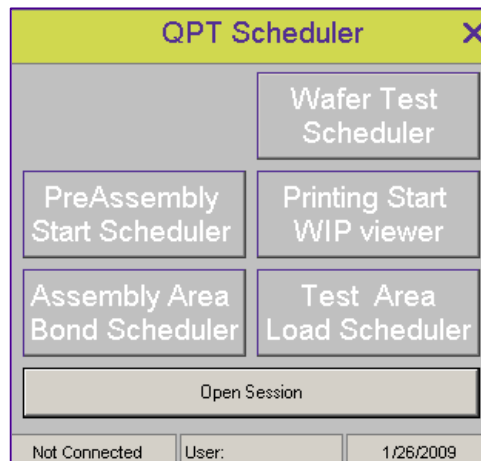 QPT Scheduler X
Wafer Test
Scheduler
PreAssembly
Start Scheduler
Printing Start
WIP viewer
Assembly Area
Bond Scheduler
Test Area
Load Scheduler
Open Session
Not Connected User: 1/26/2009